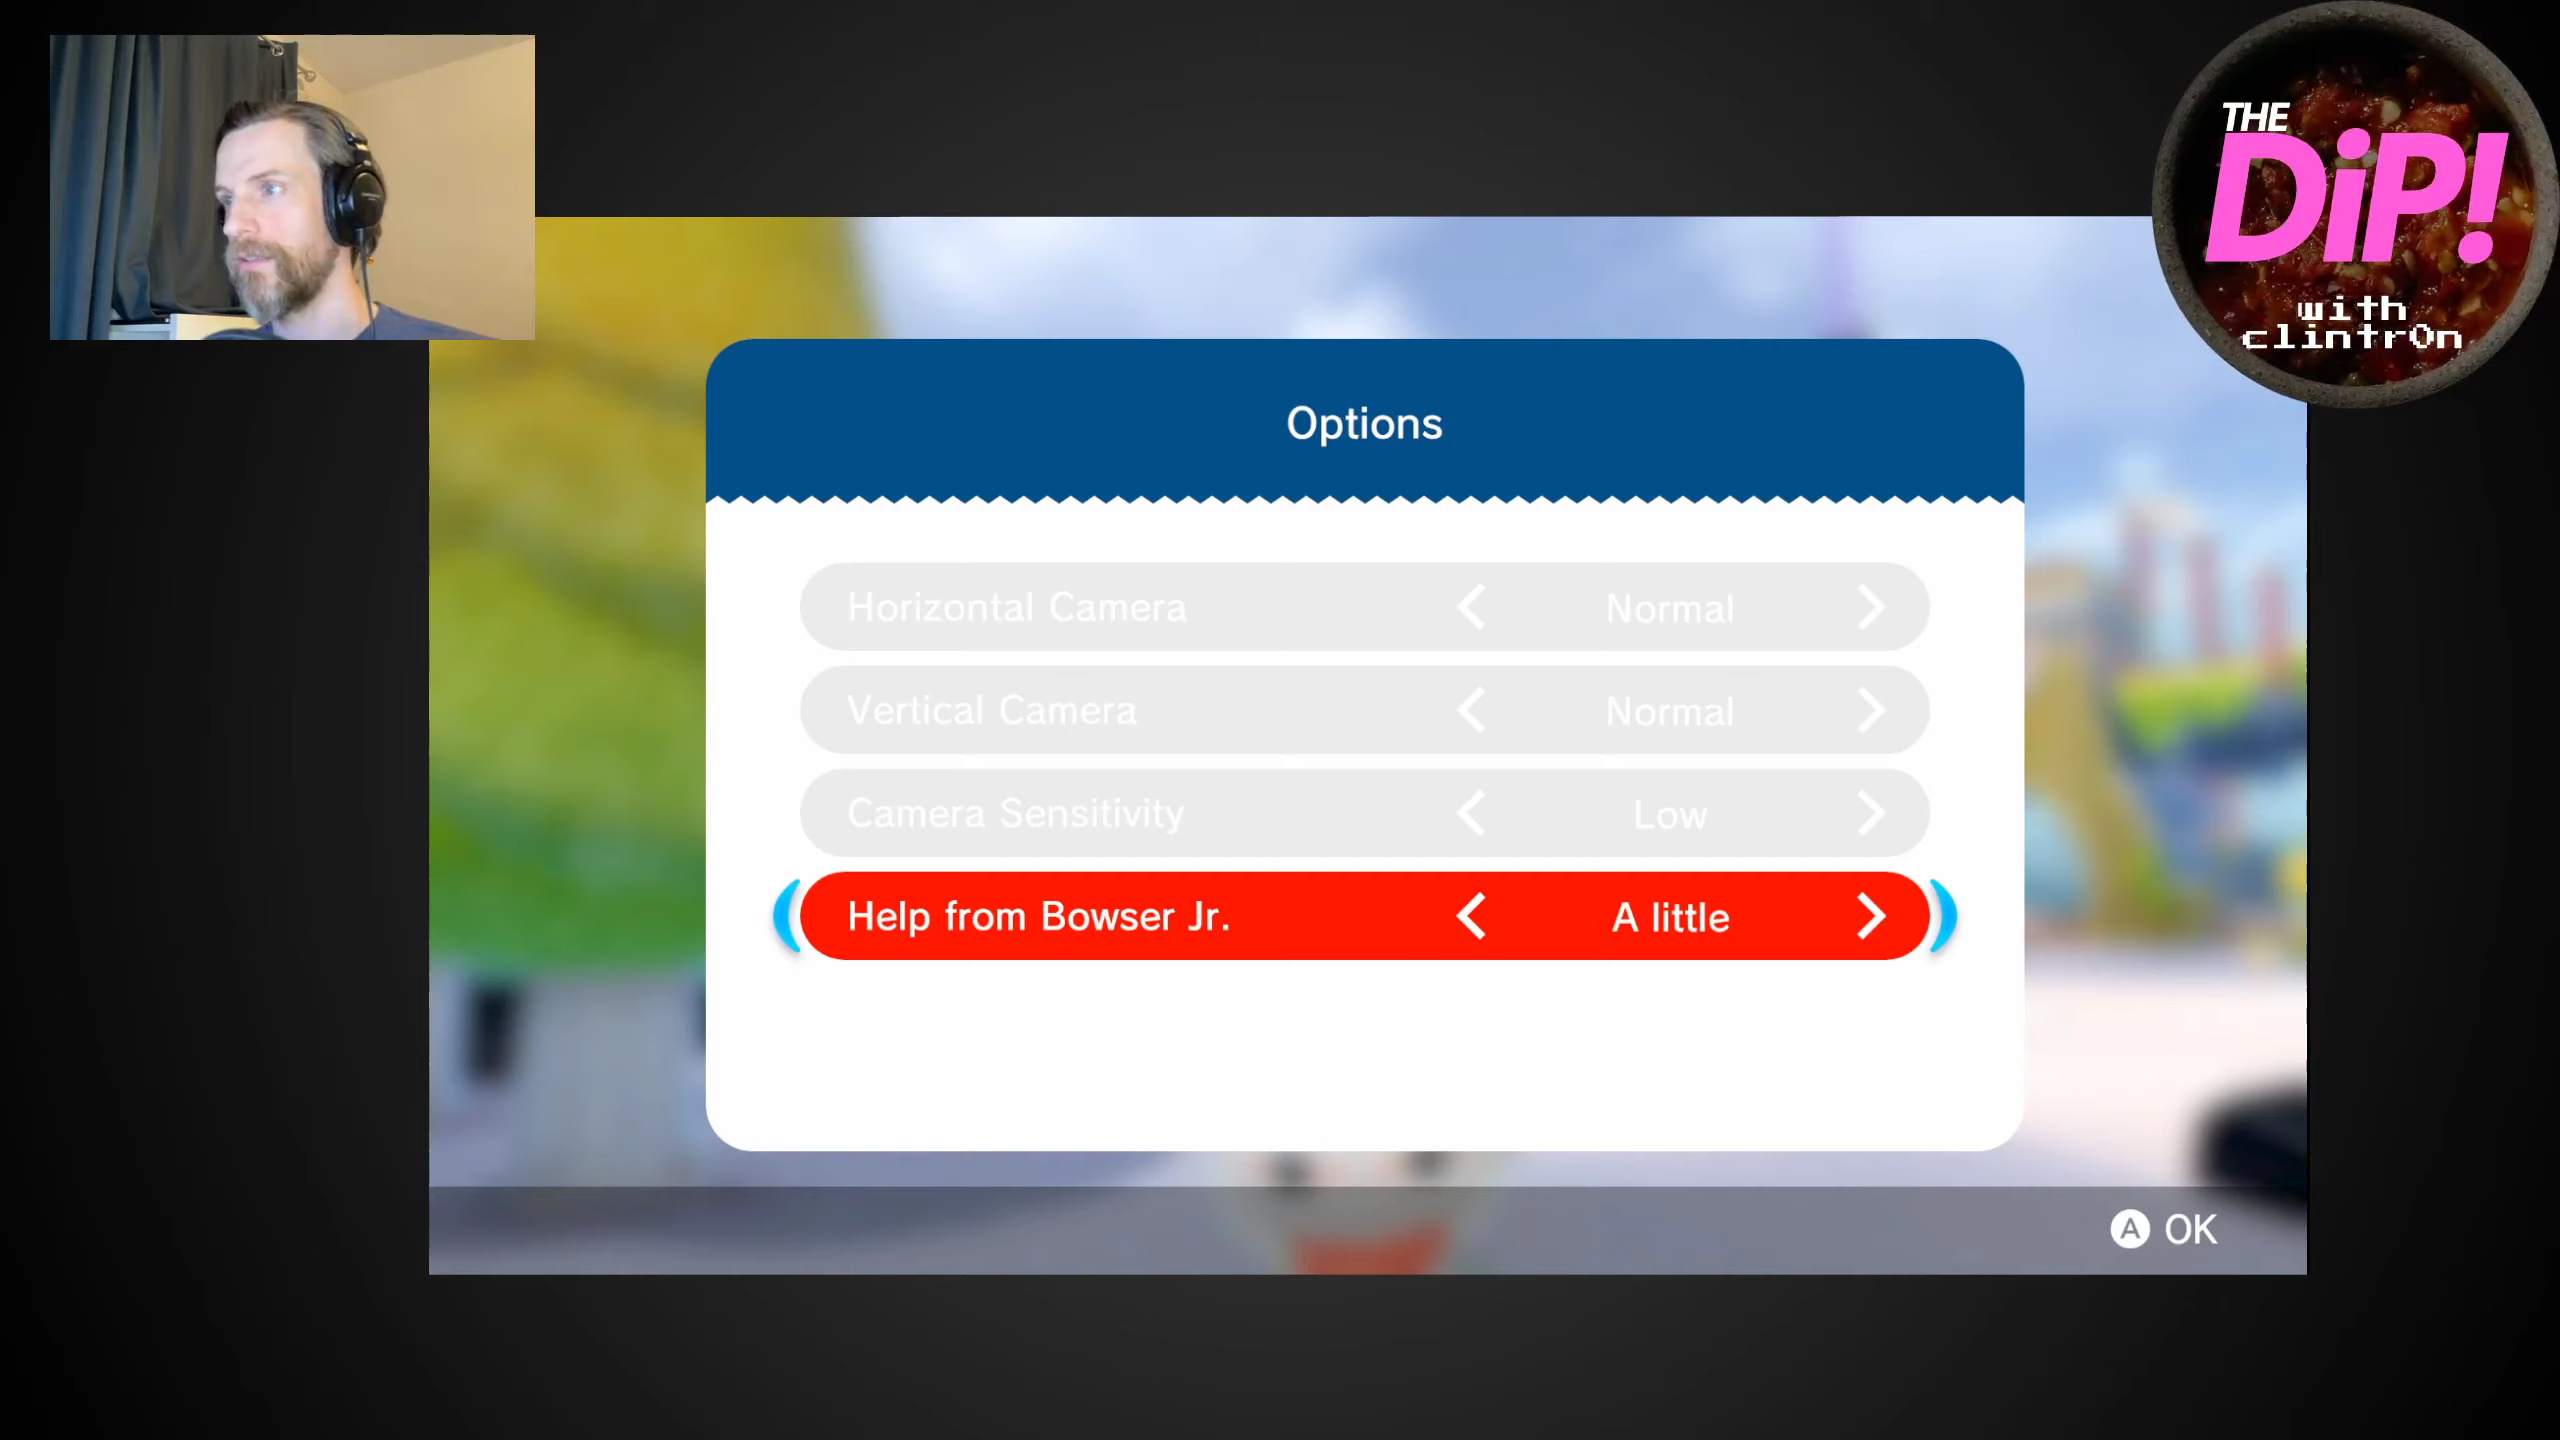 THE
DiP!
with
clintr0n
Options
Horizontal Camera < Normal >
Vertical Camera < Normal >
Camera Sensitivity < Low >
Help from Bowser Jr. < A little >
A OK